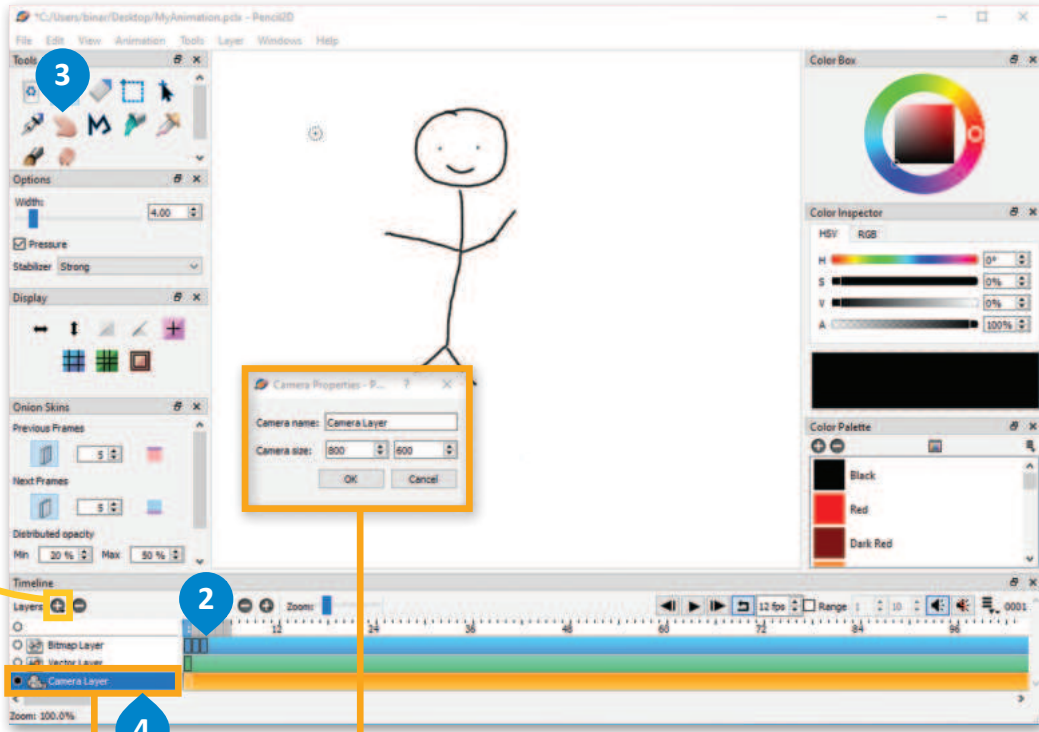 *C:/Users/binar/Desktop/MyAnimation.pclx - Pencil2D
File Edit View Animation Tools Layer Windows Help
Tools
3
Options
Width:
4.00
Pressure
Stabilizer Strong
Display
Onion Skins
Previous Frames
5
Next Frames
5
Distributed opacity
Min 20 % Max 50 %
Camera Properties - P... ?
Camera name: Camera Layer
Camera size: 800 600
OK Cancel
Color Box
Color Inspector
HSV RGB
H 0°
S 0%
V 0%
A 100%
Color Palette
Black
Red
Dark Red
Timeline
Layers
2
Zoom:
12 fps
Range 1 10
0001
12 24 36 48 60 72 84 96
Bitmap Layer
Vector Layer
Camera Layer
4
Zoom: 100.0%